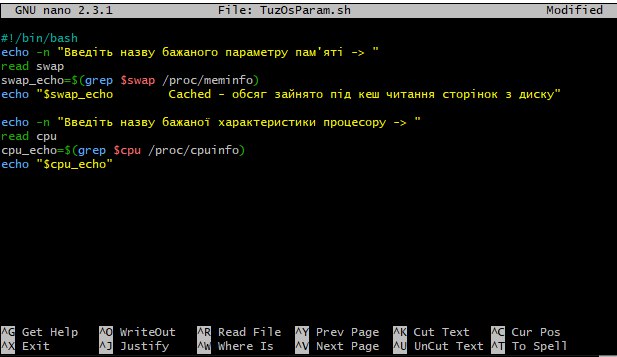 GNU nano 2.3.1 File: TuzOsParam.sh Modified
#!/bin/bash
echo -n "Введіть назву бажаного параметру пам'яті -> "
read swap
swap_echo=$(grep $swap /proc/meminfo)
echo "$swap_echo Cached - обсяг зайнято під кеш читання сторінок з диску"
echo -n "Введіть назву бажаної характеристики процесору -> "
read cpu
cpu_echo=$(grep $cpu /proc/cpuinfo)
echo "$cpu_echo"
^G Get Help ^O WriteOut ^R Read File ^Y Prev Page ^K Cut Text ^C Cur Pos
^X Exit ^J Justify ^W Where Is ^V Next Page ^U UnCut Text ^T To Spell